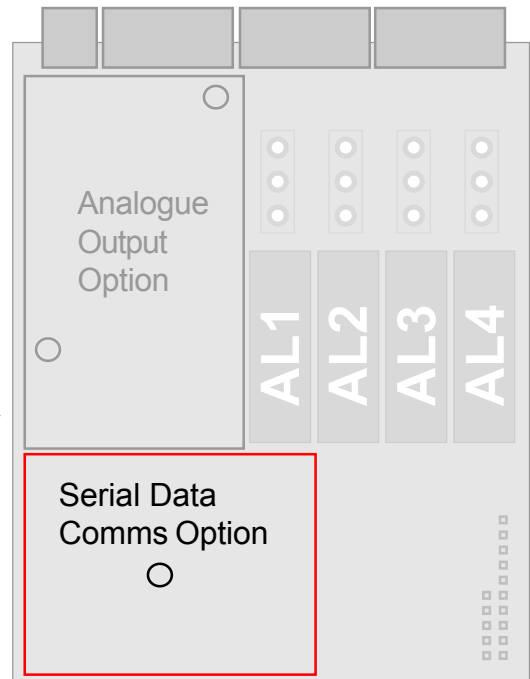 Analogue
Output
Option
AL1
AL2
AL3
AL4
Serial Data
Comms Option